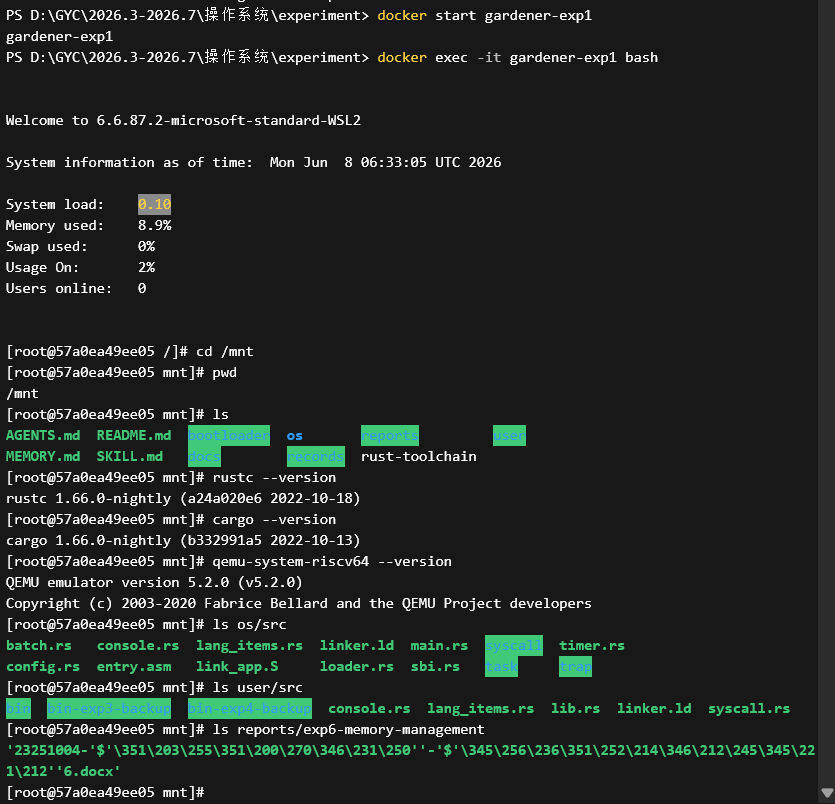 PS D:\GYC\2026.3-2026.7\操作系统\experiment> docker start gardener-exp1
gardener-exp1
PS D:\GYC\2026.3-2026.7\操作系统\experiment> docker exec -it gardener-exp1 bash
Welcome to 6.6.87.2-microsoft-standard-WSL2
System information as of time:  Mon Jun  8 06:33:05 UTC 2026
System load:    0.10
Memory used:    8.9%
Swap used:      0%
Usage On:       2%
Users online:   0
[root@57a0ea49ee05 /]# cd /mnt
[root@57a0ea49ee05 mnt]# pwd
/mnt
[root@57a0ea49ee05 mnt]# ls
AGENTS.md  README.md  bootloader  os       reports         user
MEMORY.md  SKILL.md   docs        records  rust-toolchain
[root@57a0ea49ee05 mnt]# rustc --version
rustc 1.66.0-nightly (a24a020e6 2022-10-18)
[root@57a0ea49ee05 mnt]# cargo --version
cargo 1.66.0-nightly (b332991a5 2022-10-13)
[root@57a0ea49ee05 mnt]# qemu-system-riscv64 --version
QEMU emulator version 5.2.0 (v5.2.0)
Copyright (c) 2003-2020 Fabrice Bellard and the QEMU Project developers
[root@57a0ea49ee05 mnt]# ls os/src
batch.rs   console.rs  lang_items.rs  linker.ld  main.rs  syscall  timer.rs
config.rs  entry.asm   link_app.S     loader.rs  sbi.rs   task     trap
[root@57a0ea49ee05 mnt]# ls user/src
bin  bin-exp3-backup  bin-exp4-backup  console.rs  lang_items.rs  lib.rs  linker.ld  syscall.rs
[root@57a0ea49ee05 mnt]# ls reports/exp6-memory-management
'23251004-'$'\351\203\255\351\200\270\346\231\250''-'$'\345\256\236\351\252\214\346\212\245\345\22
1\212''6.docx'
[root@57a0ea49ee05 mnt]#